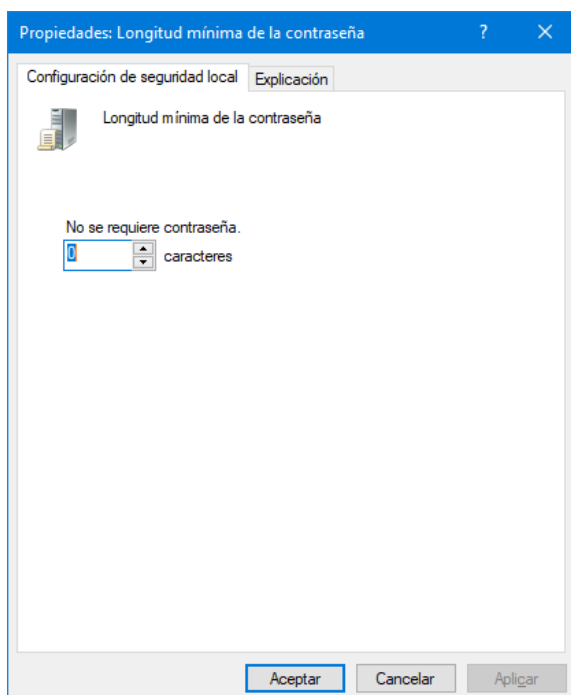 Propiedades: Longitud mínima de la contraseña ? ×
Configuración de seguridad local Explicación
Longitud mínima de la contraseña
No se requiere contraseña.
0 caracteres
Aceptar Cancelar Aplicar